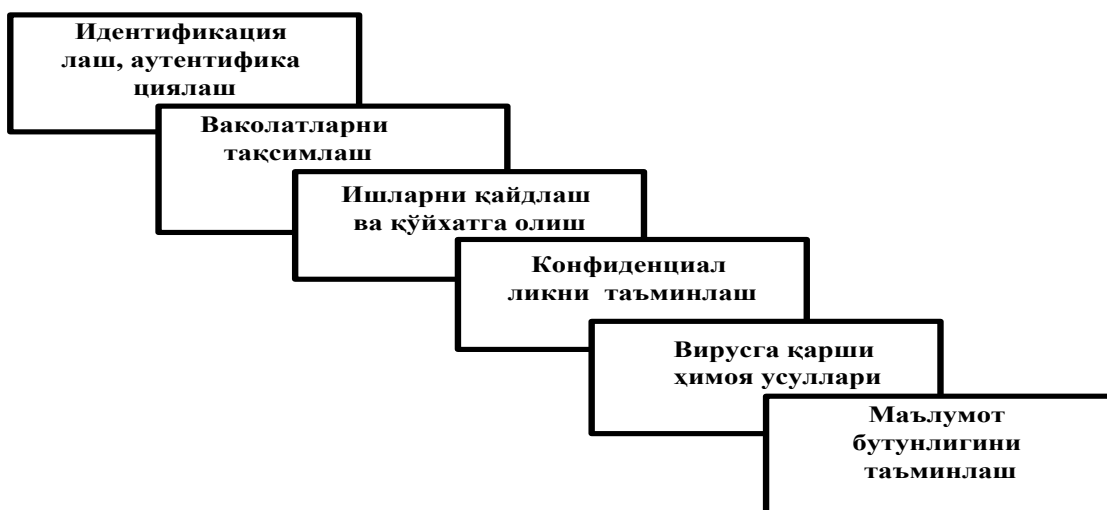 Идентификация
лаш, аутентифика
циялаш
Ваколатларни
тақсимлаш
Ишларни қайдлаш
ва қўйхатга олиш
Конфиденциал
ликни таъминлаш
Вирусга қарши
ҳимоя усуллари
Маълумот
бутунлигини
таъминлаш